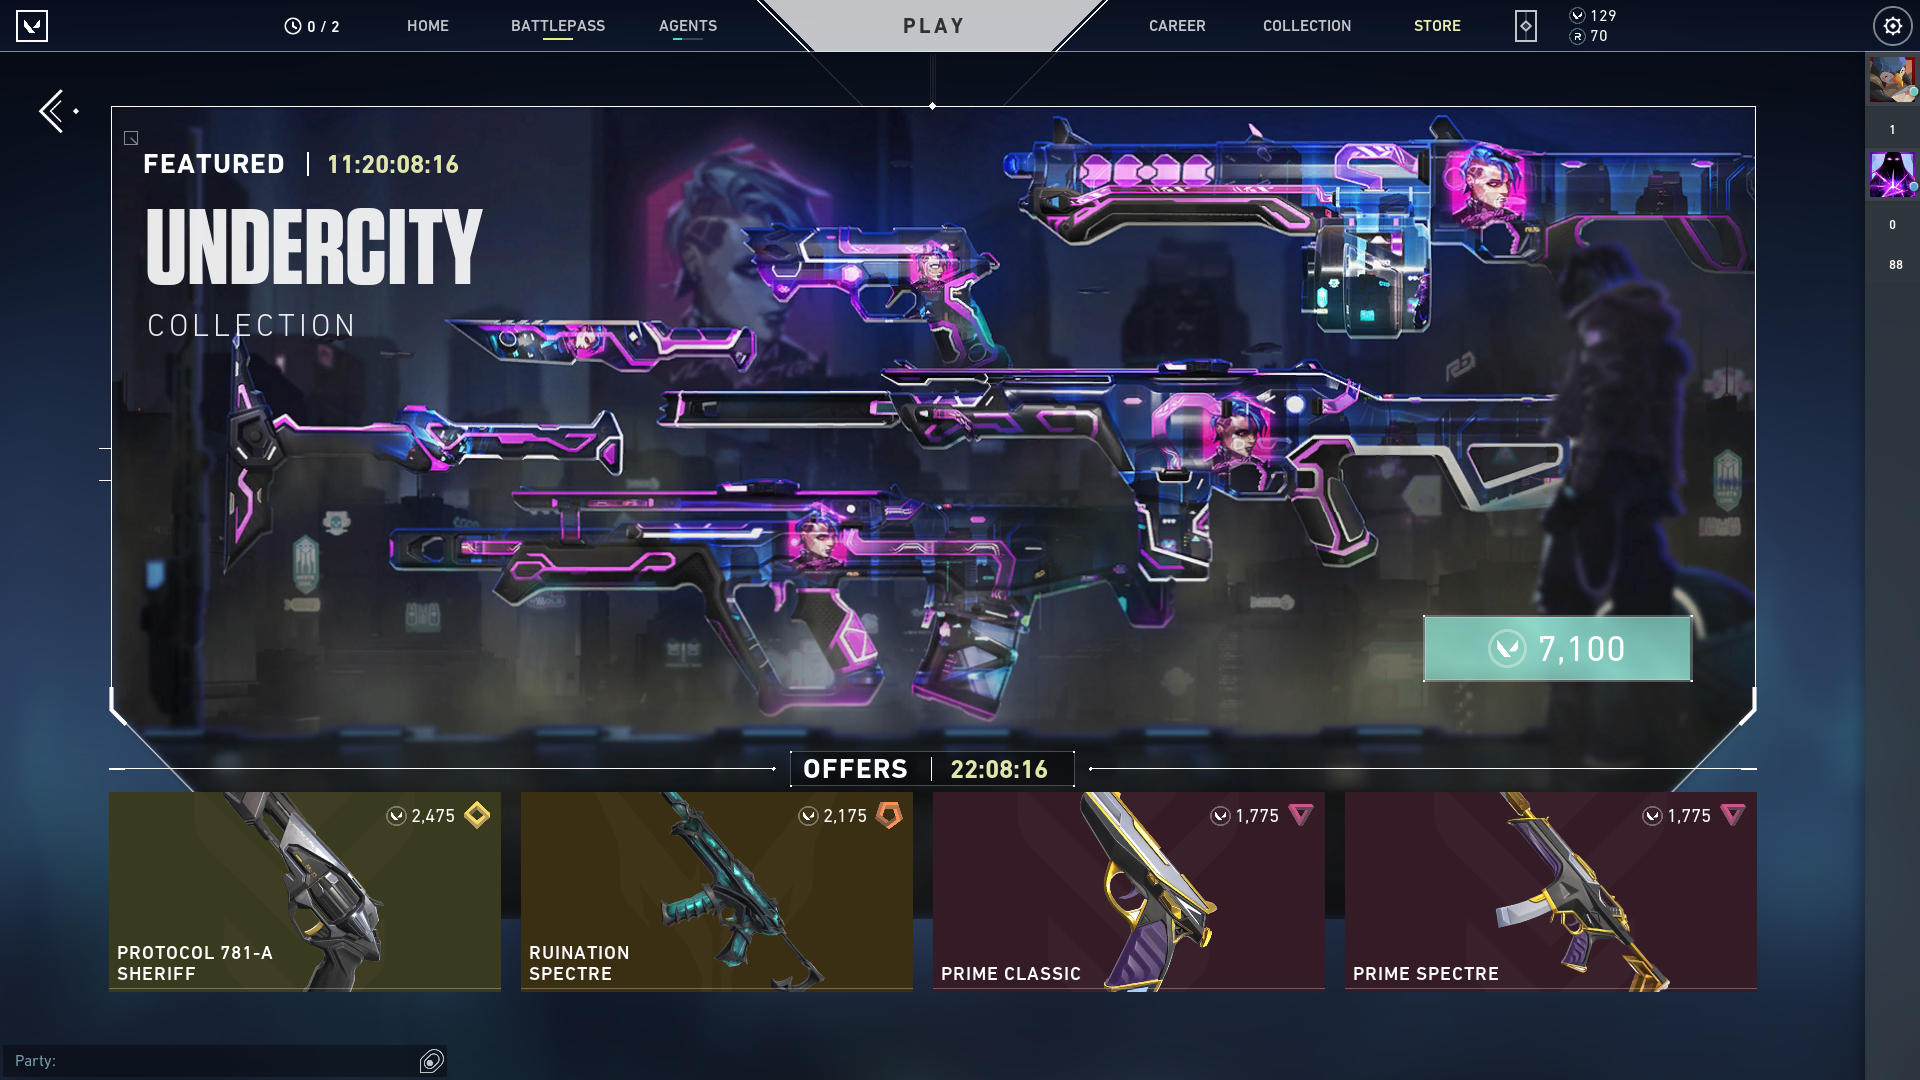 0 / 2
HOME
BATTLEPASS
AGENTS
PLAY
CAREER
COLLECTION
STORE
129
R 70
FEATURED | 11:20:08:16
UNDERCITY
COLLECTION
1
0
88
7,100
OFFERS | 22:08:16
2,475
PROTOCOL 781-A
SHERIFF
2,175
RUINATION
SPECTRE
1,775
PRIME CLASSIC
1,775
PRIME SPECTRE
Party: